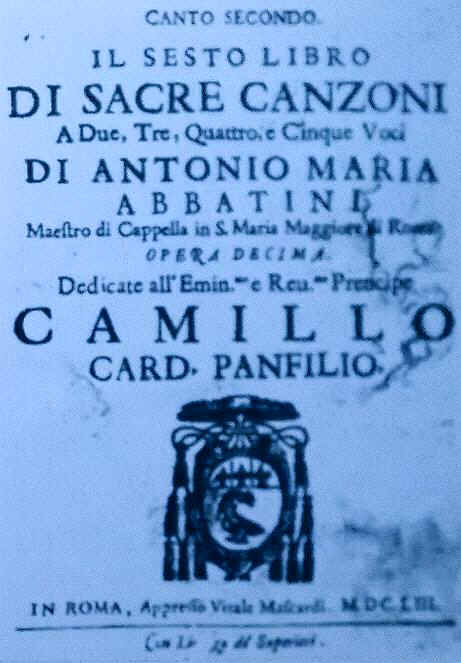 CANTO SECONDO.
IL SESTO LIBRO
DI SACRE CANZONI
A Due, Tre, Quattro, e Cinque Voci
DI ANTONIO MARIA
ABBATINI
Maeſtro di Cappella in S. Maria Maggiore di Roma
OPERA DECIMA.
Dedicate all' Emin.mo e Reu.mo Prencipe
CAMILLO
CARD. PANFILIO.
IN ROMA, Appreſſo Vitale Maſcardi. M.DC.LIII.
Con de' Superiori.